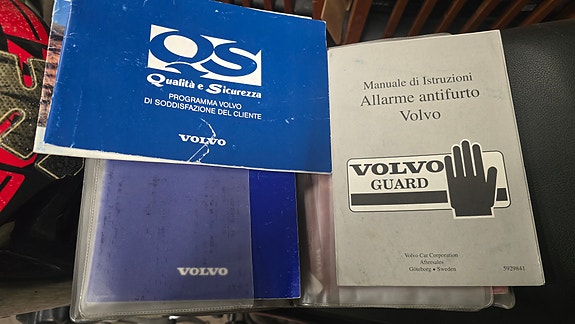 QS
Qualità e Sicurezza
PROGRAMMA VOLVO
DI SODDISFAZIONE DEL CLIENTE
VOLVO
VOLVO
Manuale di Istruzioni
Allarme antifurto
Volvo
VOLVO
GUARD
Volvo Car Corporation
Aftersales
Göteborg • Sweden
5929841